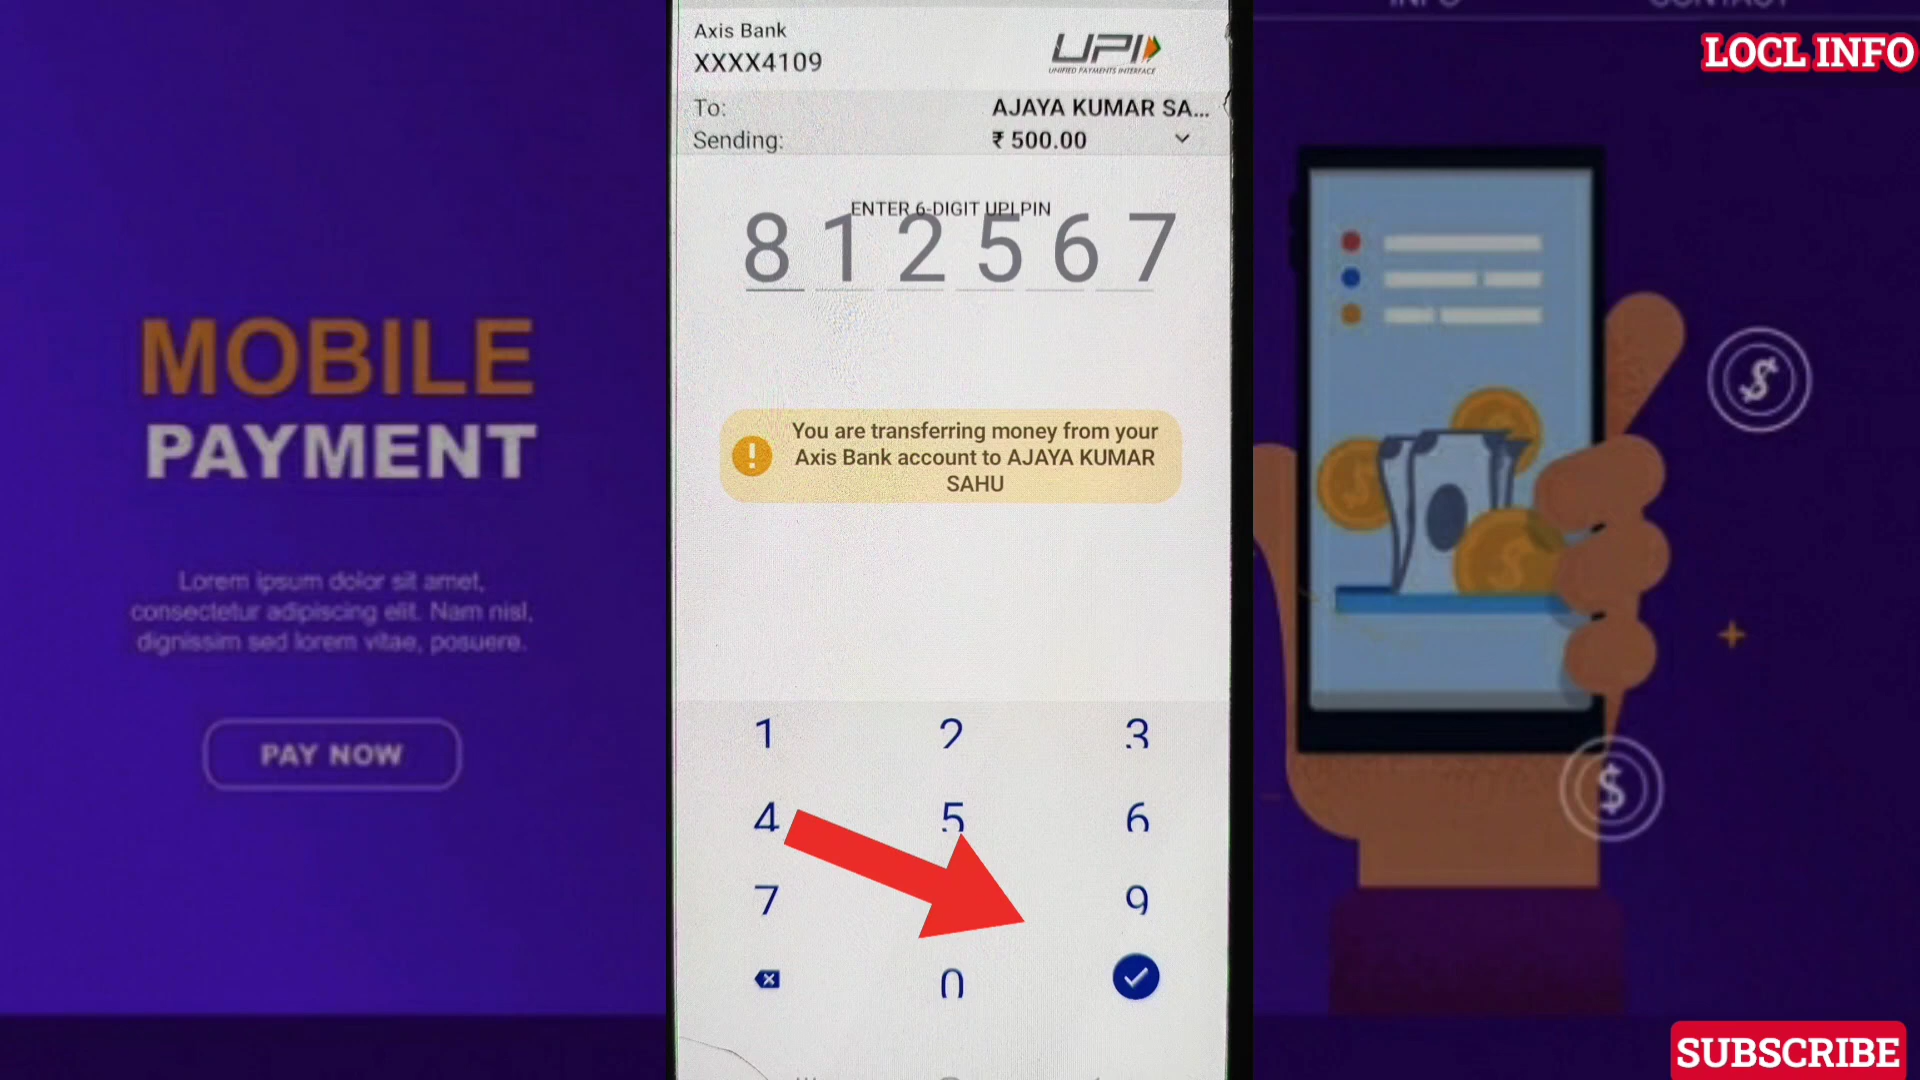 INFO
CONTACT
LOCL INFO
Axis Bank
XXXX4109
UPI
UNIFIED PAYMENTS INTERFACE
To:
AJAYA KUMAR SA...
Sending:
₹ 500.00
ENTER 6-DIGIT UPI PIN
8 1 2 5 6 7
You are transferring money from your
Axis Bank account to AJAYA KUMAR
SAHU
MOBILE
PAYMENT
Lorem ipsum dolor sit amet,
consectetur adipiscing elit. Nam nisl,
dignissim sed lorem vitae, posuere.
PAY NOW
1 2 3
4 5 6
7 9
0
SUBSCRIBE